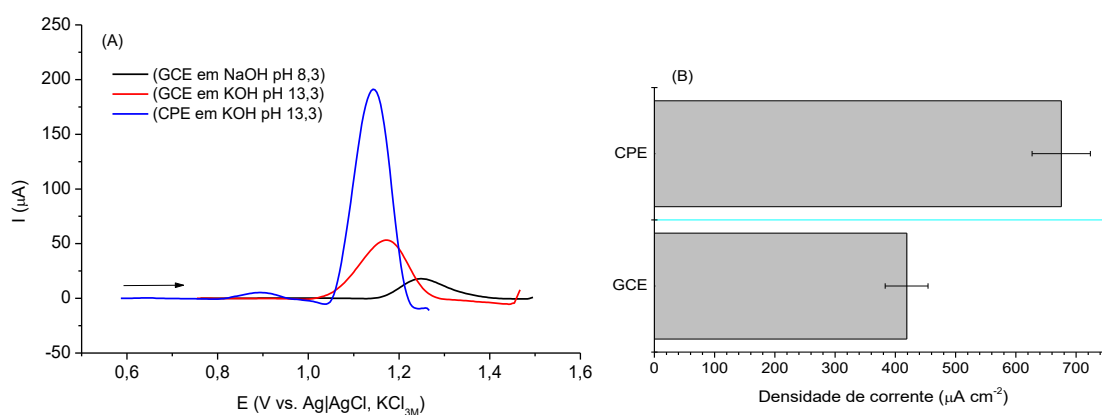 (A)
(GCE em NaOH pH 8,3)
(GCE em KOH pH 13,3)
(CPE em KOH pH 13,3)
250
200
150
100
50
0
-50
I (μA)
0,6 0,8 1,0 1,2 1,4 1,6
E (V vs. Ag|AgCl, KCl3M)
(B)
CPE
GCE
0 100 200 300 400 500 600 700
Densidade de corrente (μA cm-2)